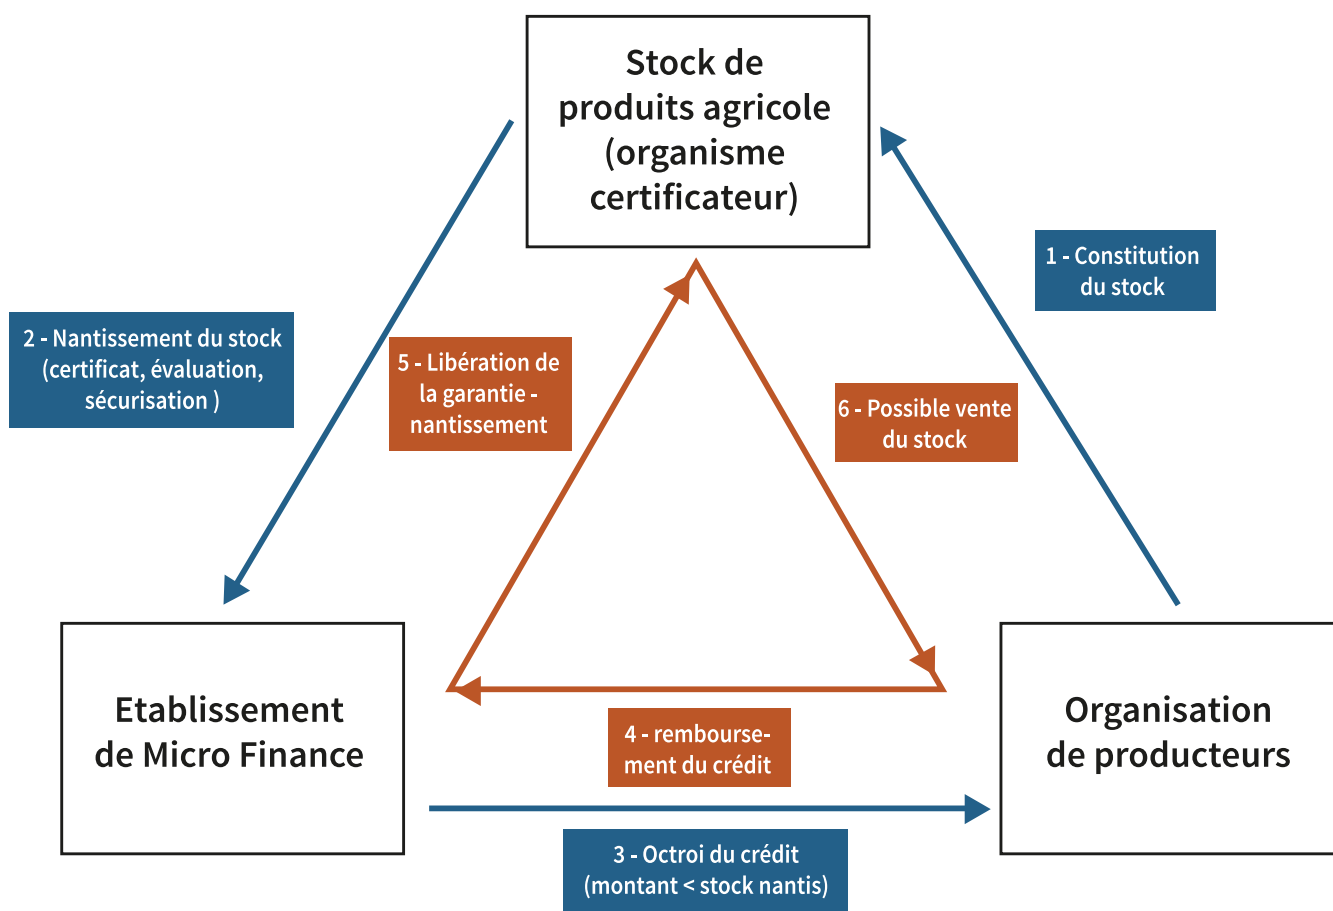 Stock de
produits agricole
(organisme
certificateur)
1 - Constitution
du stock
2 - Nantissement du stock
(certificat, évaluation,
sécurisation )
5 - Libération de
la garantie -
nantissement
6 - Possible vente
du stock
Etablissement
de Micro Finance
4 - rembourse-
ment du crédit
Organisation
de producteurs
3 - Octroi du crédit
(montant < stock nantis)